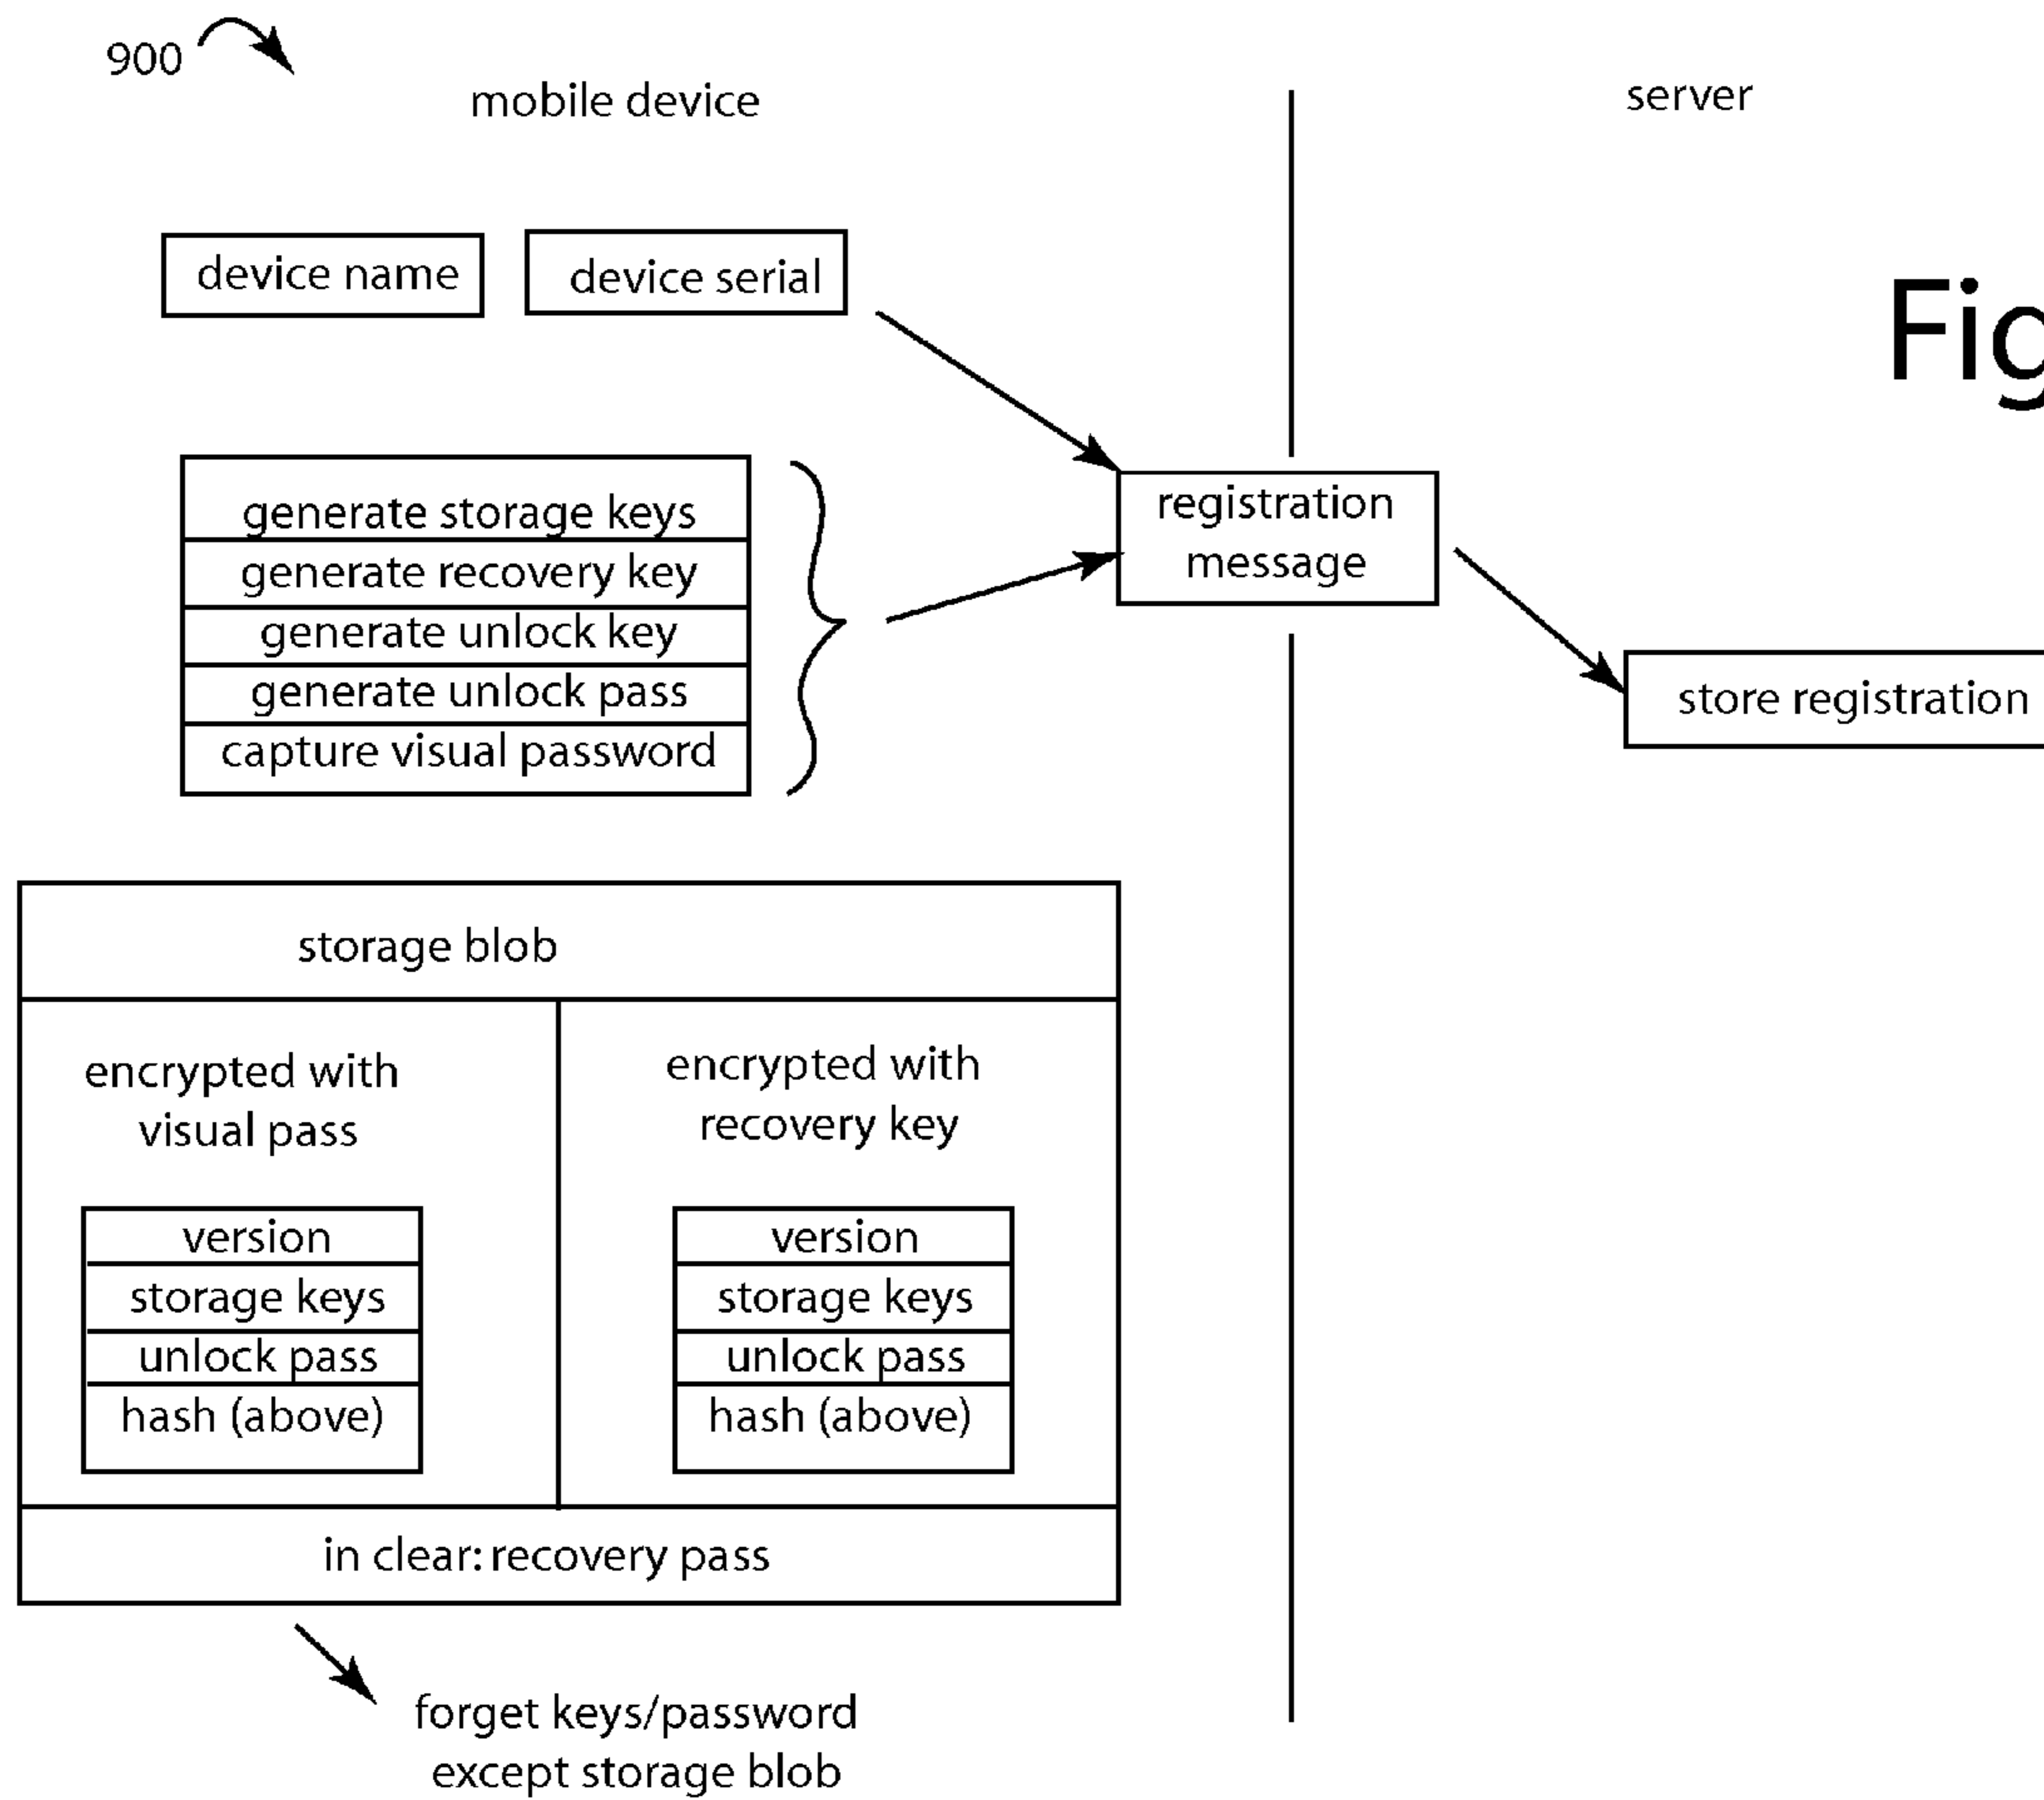 900
mobile device
server
device name
device serial
Fig
generate storage keys
generate recovery key
generate unlock key
generate unlock pass
capture visual password
registration
message
store registration
storage blob
encrypted with
visual pass
encrypted with
recovery key
version
storage keys
unlock pass
hash (above)
version
storage keys
unlock pass
hash (above)
in clear: recovery pass
forget keys/password
except storage blob